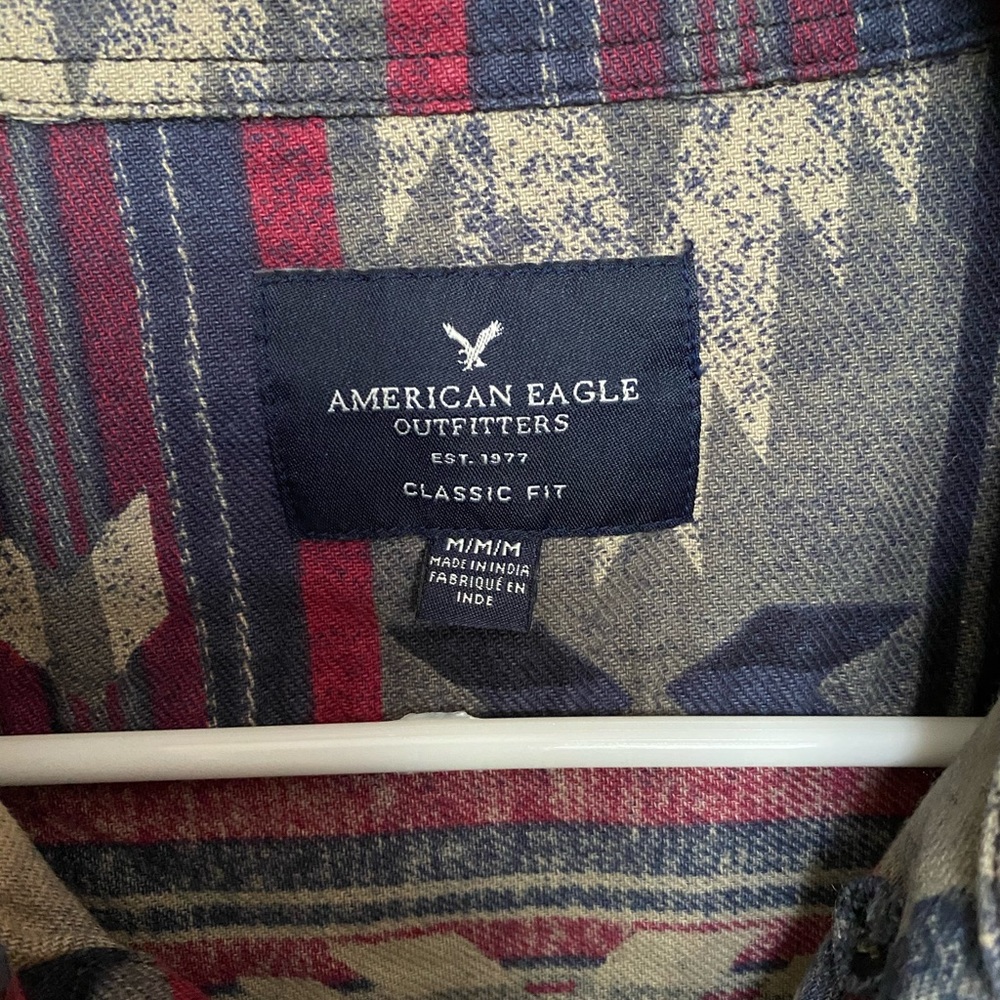 AMERICAN EAGLE
OUTFITTERS
EST. 1977
CLASSIC FIT
M/M/M
MADE IN INDIA
FABRIQUÉ EN
INDE